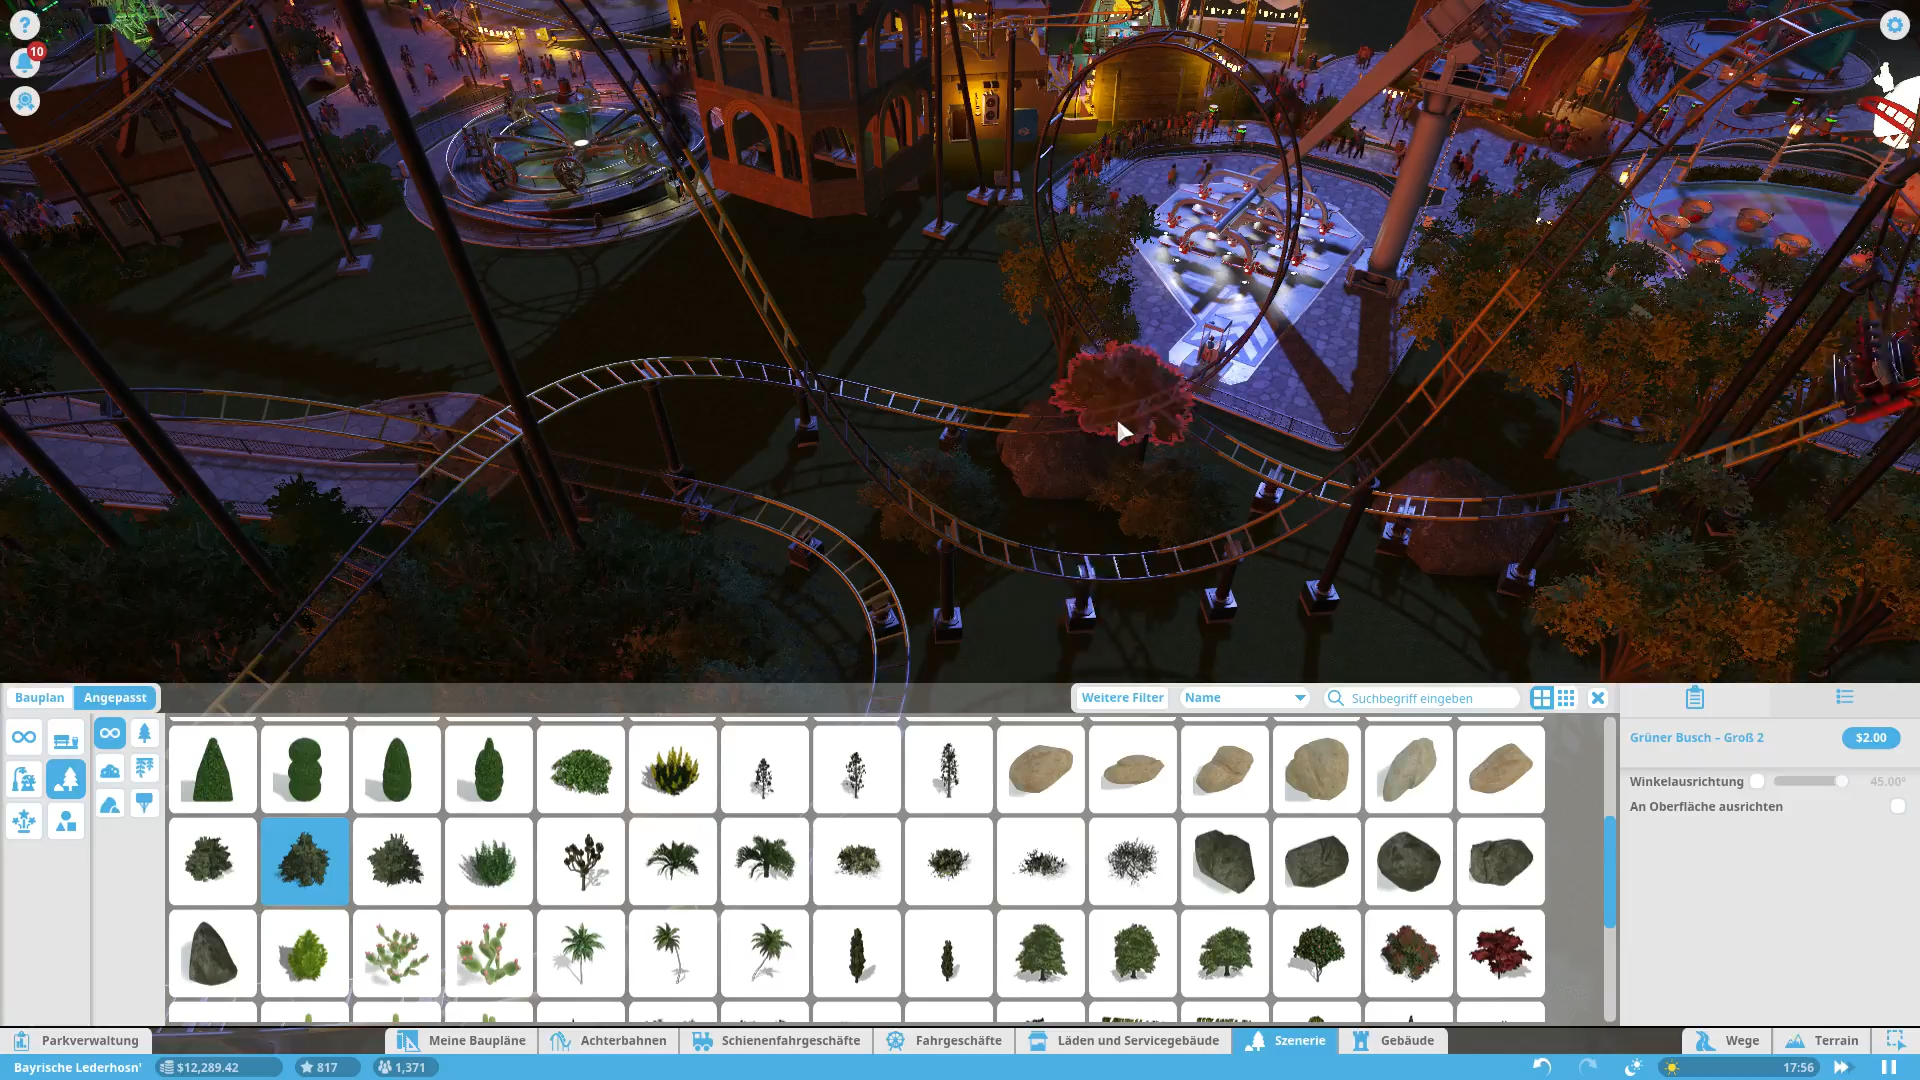 ?
10
Bauplan
Angepasst
Weitere Filter
Name
Suchbegriff eingeben
Grüner Busch – Groß 2
$2.00
Winkelausrichtung
45.00°
An Oberfläche ausrichten
Parkverwaltung
Meine Baupläne
Achterbahnen
Schienenfahrgeschäfte
Fahrgeschäfte
Läden und Servicegebäude
Szenerie
Gebäude
Wege
Terrain
Bayrische Lederhosn'
$12,289.42
817
1,371
17:56